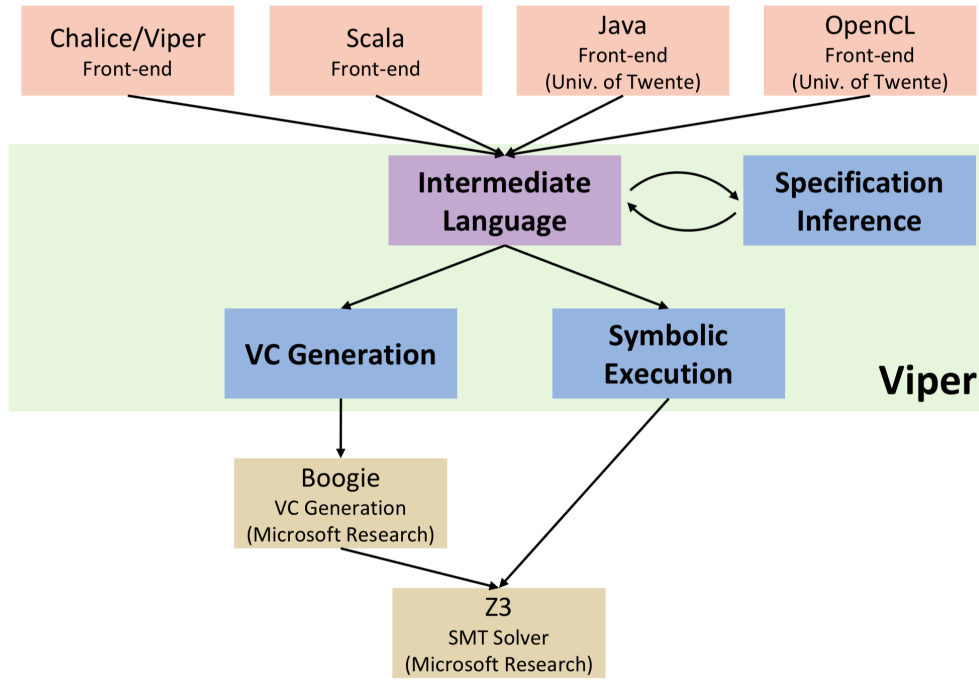 Chalice/Viper
Front-end
Scala
Front-end
Java
Front-end
(Univ. of Twente)
OpenCL
Front-end
(Univ. of Twente)
Intermediate
Language
Specification
Inference
VC Generation
Symbolic
Execution
Viper
Boogie
VC Generation
(Microsoft Research)
Z3
SMT Solver
(Microsoft Research)